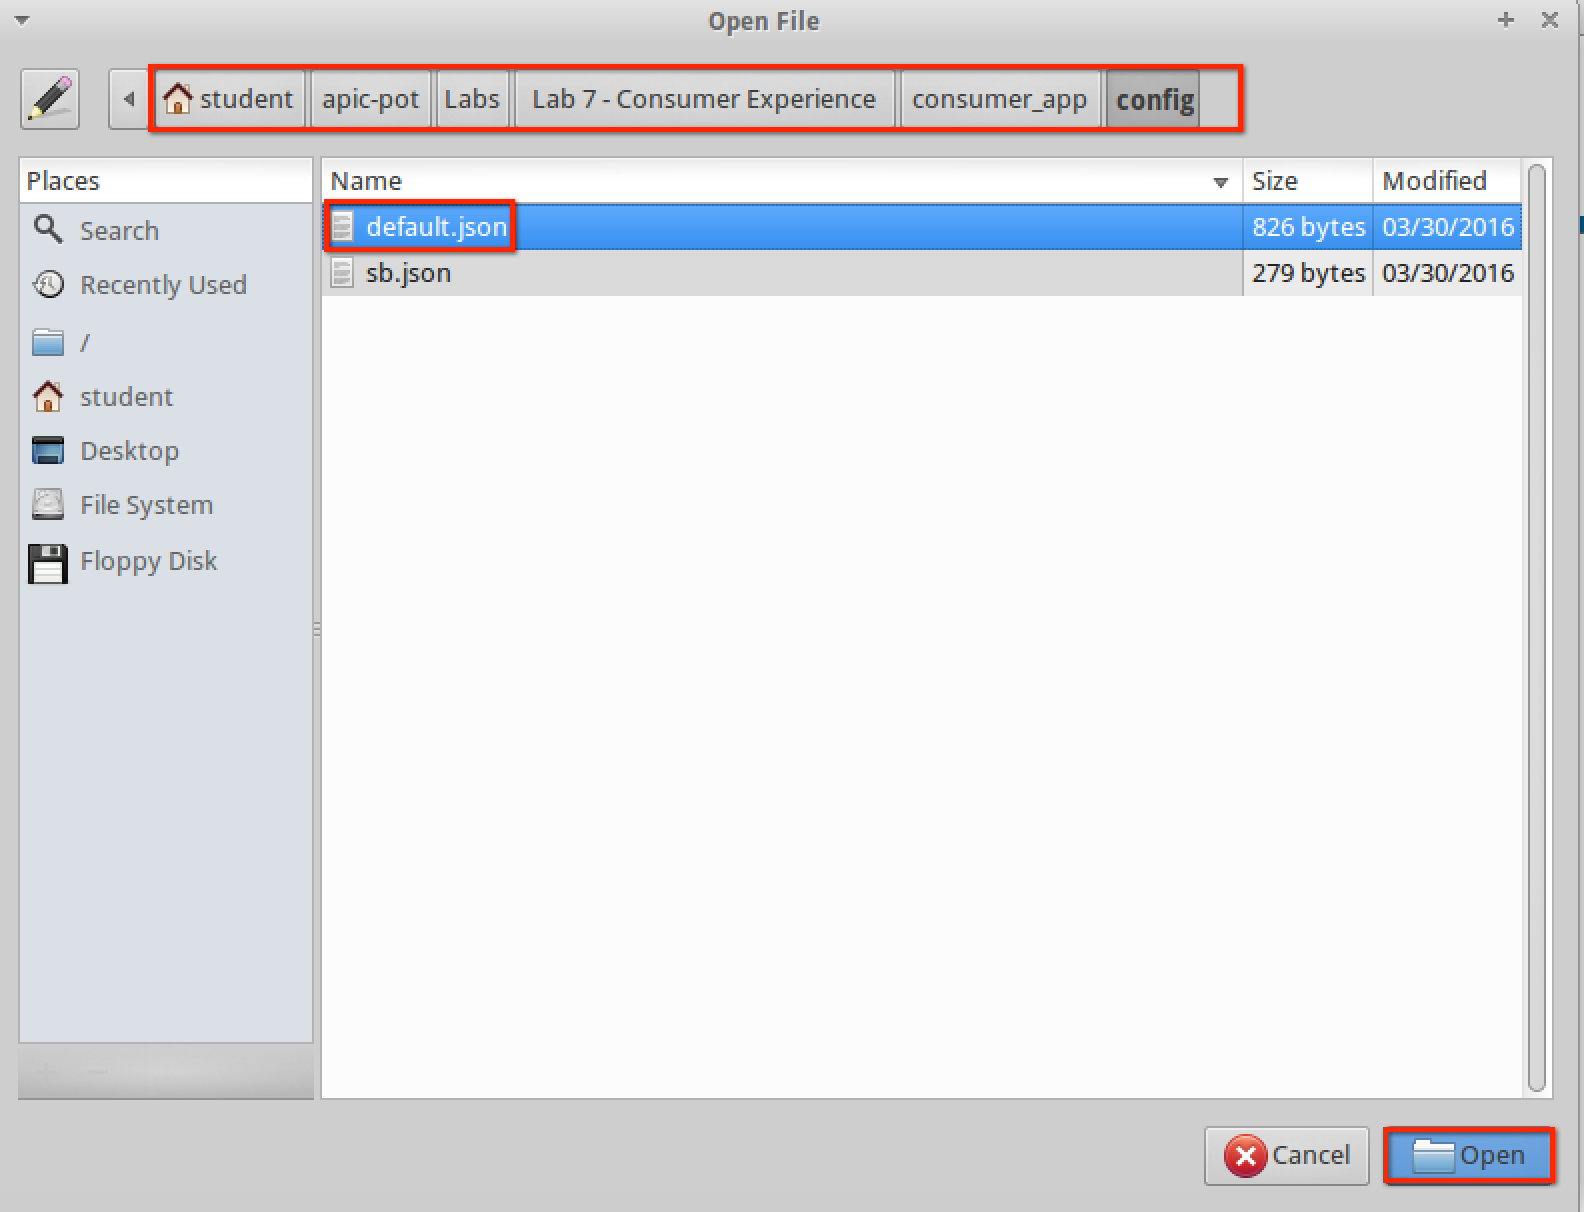 Open File
student apic-pot Labs Lab 7 - Consumer Experience consumer_app config
Places
Search
Recently Used
/
student
Desktop
File System
Floppy Disk
Name Size Modified
default.json 826 bytes 03/30/2016
sb.json 279 bytes 03/30/2016
Cancel Open